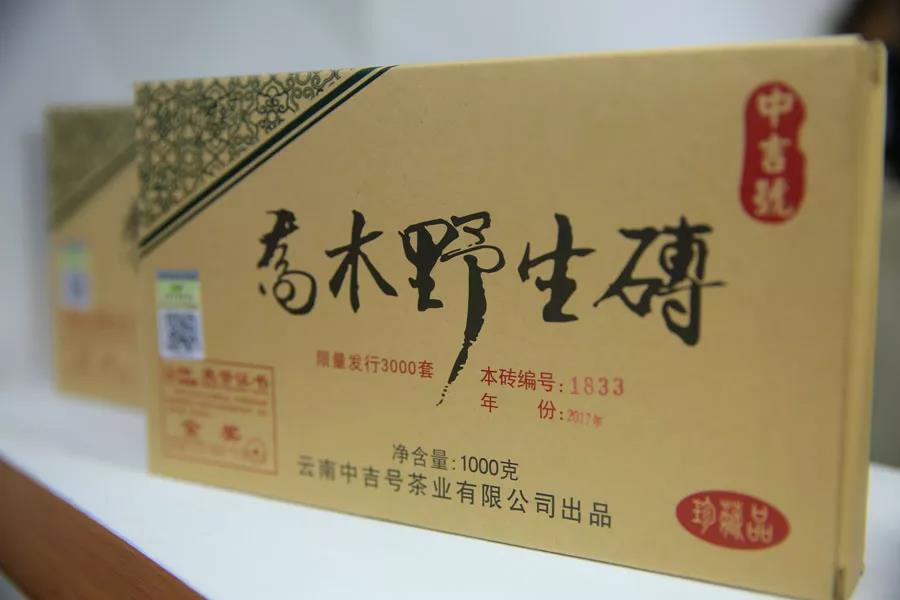 中吉號
喬木野生磚
限量发行3000套
本砖编号:1833
年 份:2017年
金奖
净含量:1000克
云南中吉号茶业有限公司出品
珍藏品